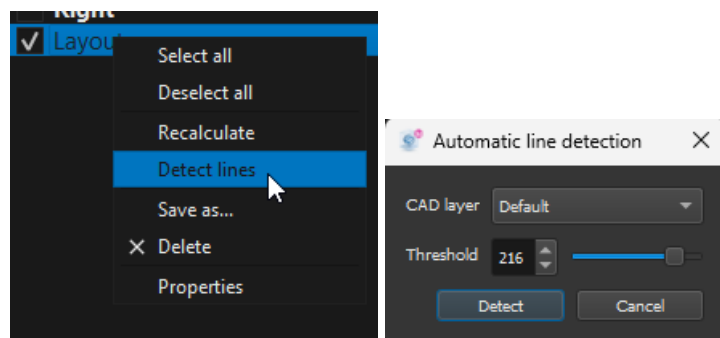 Right
Layout
Select all
Deselect all
Recalculate
Detect lines
Save as...
Delete
Properties
Automatic line detection
CAD layer Default
Threshold 216
Detect Cancel